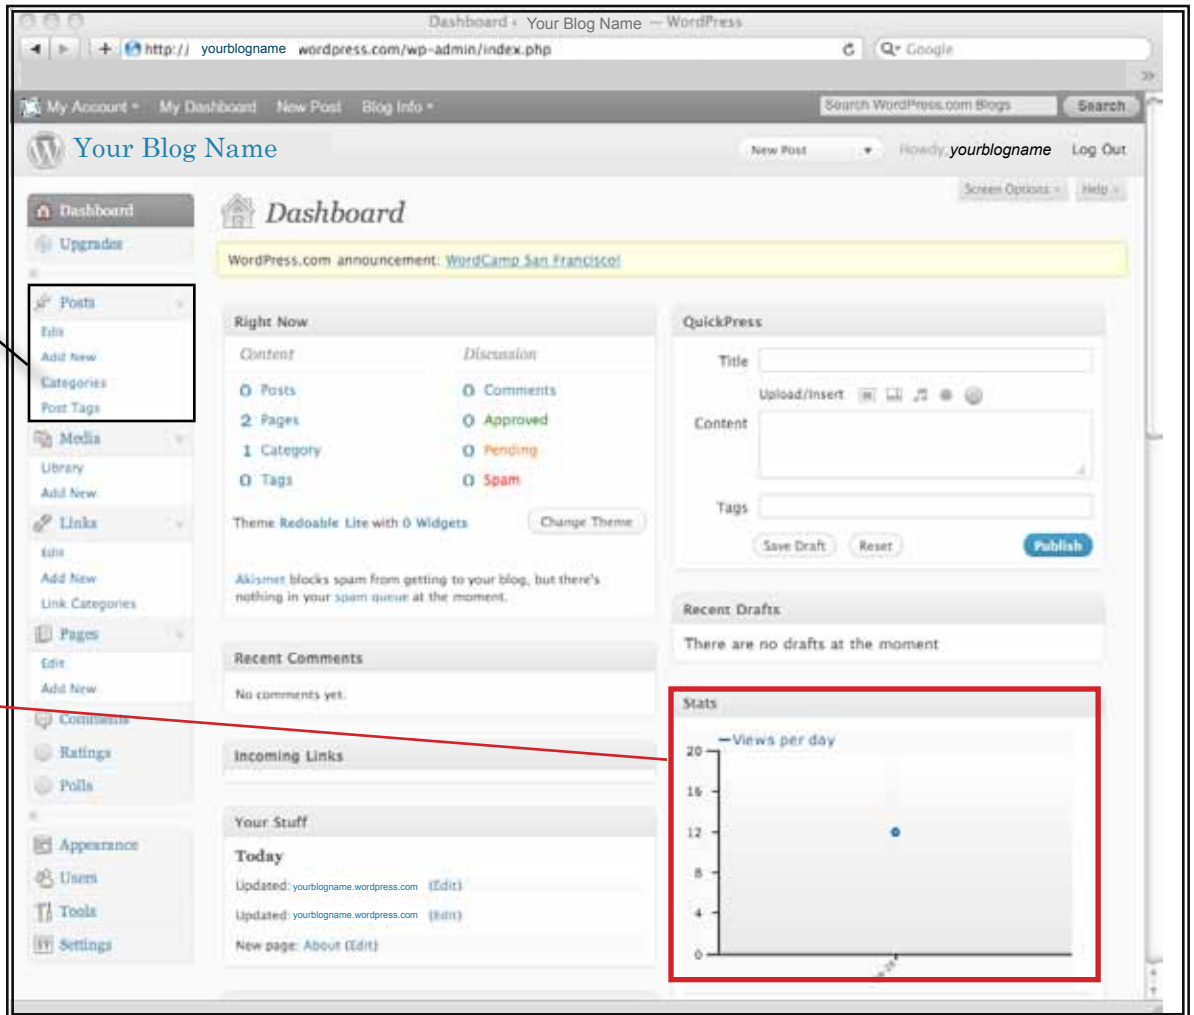 Dashboard ‹ Your Blog Name — WordPress
http:// yourblogname wordpress.com/wp-admin/index.php
Google
My Account
My Dashboard
New Post
Blog Info
Search WordPress.com Blogs
Search
Your Blog Name
New Post
Howdy, yourblogname
Log Out
Screen Options
Help
Dashboard
Upgrades
Posts
Edit
Add New
Categories
Post Tags
Media
Library
Add New
Links
Edit
Add New
Link Categories
Pages
Edit
Add New
Comments
Ratings
Polls
Appearance
Users
Tools
Settings
Dashboard
WordPress.com announcement: WordCamp San Francisco!
Right Now
Content
Discussion
0 Posts
0 Comments
2 Pages
0 Approved
1 Category
0 Pending
0 Tags
0 Spam
Theme Redoable Lite with 0 Widgets
Change Theme
Akismet blocks spam from getting to your blog, but there's
nothing in your spam queue at the moment.
Recent Comments
No comments yet.
Incoming Links
Your Stuff
Today
Updated: yourblogname.wordpress.com (Edit)
Updated: yourblogname.wordpress.com (Edit)
New page: About (Edit)
QuickPress
Title
Upload/Insert
Content
Tags
Save Draft
Reset
Publish
Recent Drafts
There are no drafts at the moment
Stats
Views per day
20
16
12
8
4
0